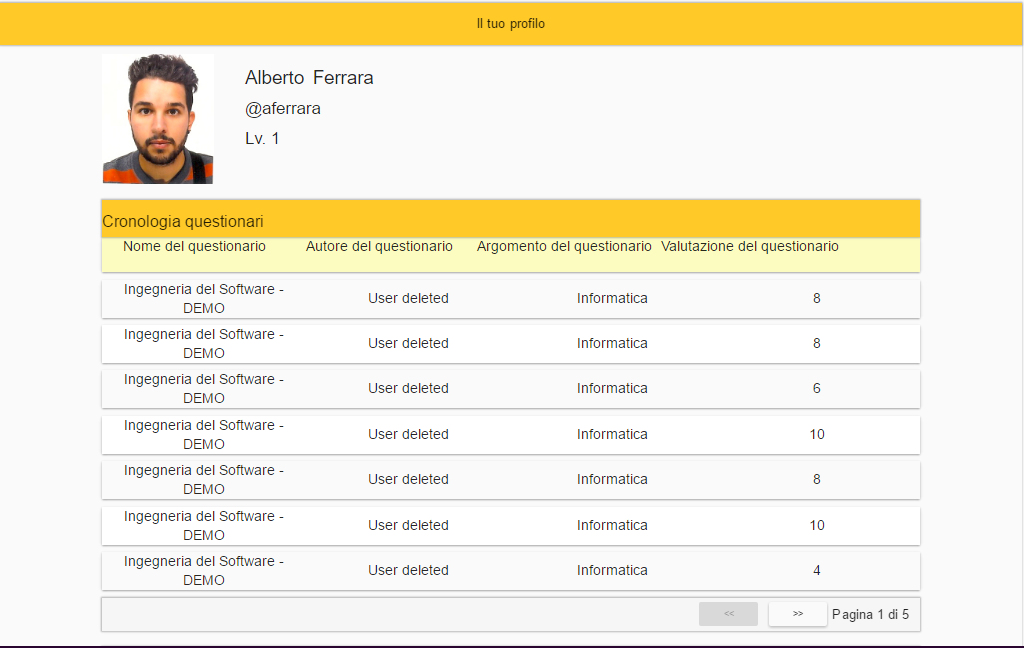 Il tuo profilo
Alberto Ferrara
@aferrara
Lv. 1
Cronologia questionari
Nome del questionario Autore del questionario Argomento del questionario Valutazione del questionario
Ingegneria del Software -
DEMO
User deleted Informatica 8
Ingegneria del Software -
DEMO
User deleted Informatica 8
Ingegneria del Software -
DEMO
User deleted Informatica 6
Ingegneria del Software -
DEMO
User deleted Informatica 10
Ingegneria del Software -
DEMO
User deleted Informatica 8
Ingegneria del Software -
DEMO
User deleted Informatica 10
Ingegneria del Software -
DEMO
User deleted Informatica 4
<< >> Pagina 1 di 5